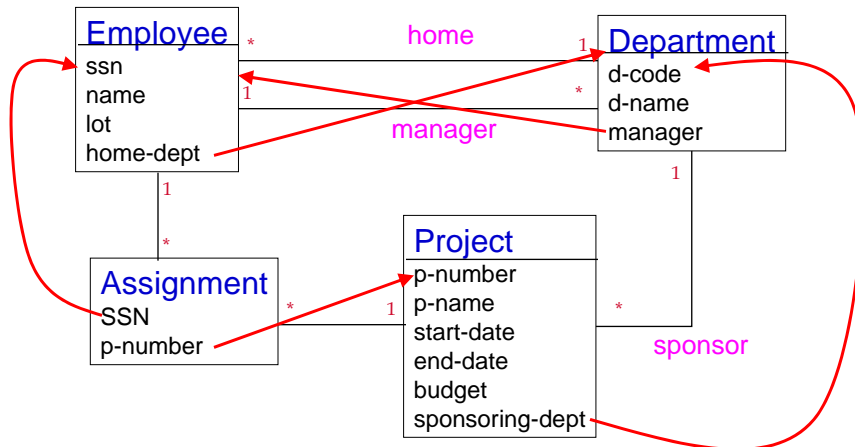 Employee
ssn
name
lot
home-dept
* home 1
1 manager *
Department
d-code
d-name
manager
1
*
1
Assignment
SSN
p-number
* 1
Project
p-number
p-name
start-date
end-date
budget
sponsoring-dept
*
sponsor